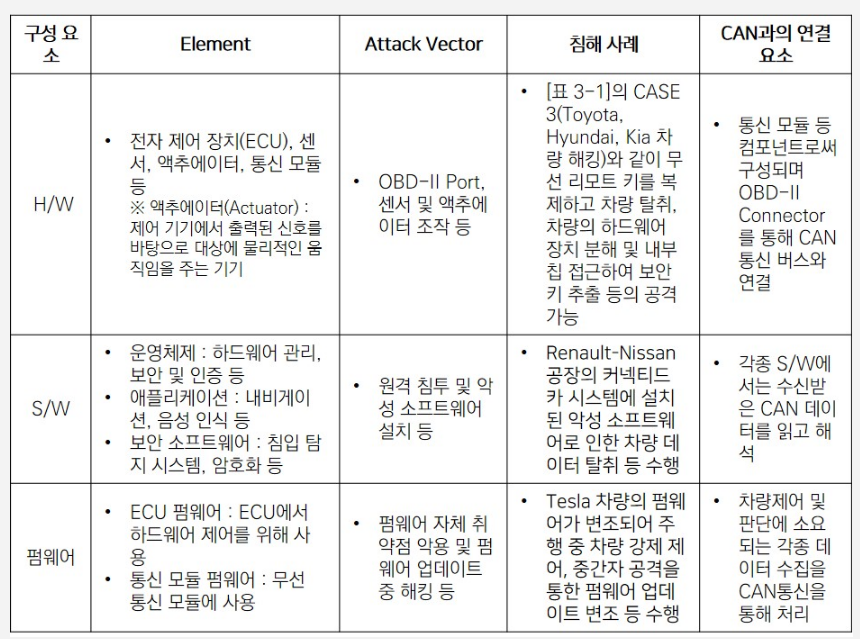 구성 요
소
Element
Attack Vector
침해 사례
CAN과의 연결
요소
H/W
• 전자 제어 장치(ECU), 센
서, 액추에이터, 통신 모듈
등
※ 액추에이터(Actuator) :
제어 기기에서 출력된 신호를
바탕으로 대상에 물리적인 움
직임을 주는 기기
• OBD-II Port,
센서 및 액추에
이터 조작 등
• [표 3-1]의 CASE
3(Toyota,
Hyundai, Kia 차
량 해킹)와 같이 무
선 리모트 키를 복
제하고 차량 탈취,
차량의 하드웨어
장치 분해 및 내부
칩 접근하여 보안
키 추출 등의 공격
가능
• 통신 모듈 등
컴포넌트로써
구성되며
OBD-II
Connector
를 통해 CAN
통신 버스와
연결
S/W
• 운영체제 : 하드웨어 관리,
보안 및 인증 등
• 애플리케이션 : 내비게이
션, 음성 인식 등
• 보안 소프트웨어 : 침입 탐
지 시스템, 암호화 등
• 원격 침투 및 악
성 소프트웨어
설치 등
• Renault-Nissan
공장의 커넥티드
카 시스템에 설치
된 악성 소프트웨
어로 인한 차량 데
이터 탈취 등 수행
• 각종 S/W에
서는 수신받
은 CAN 데이
터를 읽고 해
석
펌웨어
• ECU 펌웨어 : ECU에서
하드웨어 제어를 위해 사
용
• 통신 모듈 펌웨어 : 무선
통신 모듈에 사용
• 펌웨어 자체 취
약점 악용 및 펌
웨어 업데이트
중 해킹 등
• Tesla 차량의 펌웨
어가 변조되어 주
행 중 차량 강제 제
어, 중간자 공격을
통한 펌웨어 업데
이트 변조 등 수행
• 차량제어 및
판단에 소요
되는 각종 데
이터 수집을
CAN통신을
통해 처리